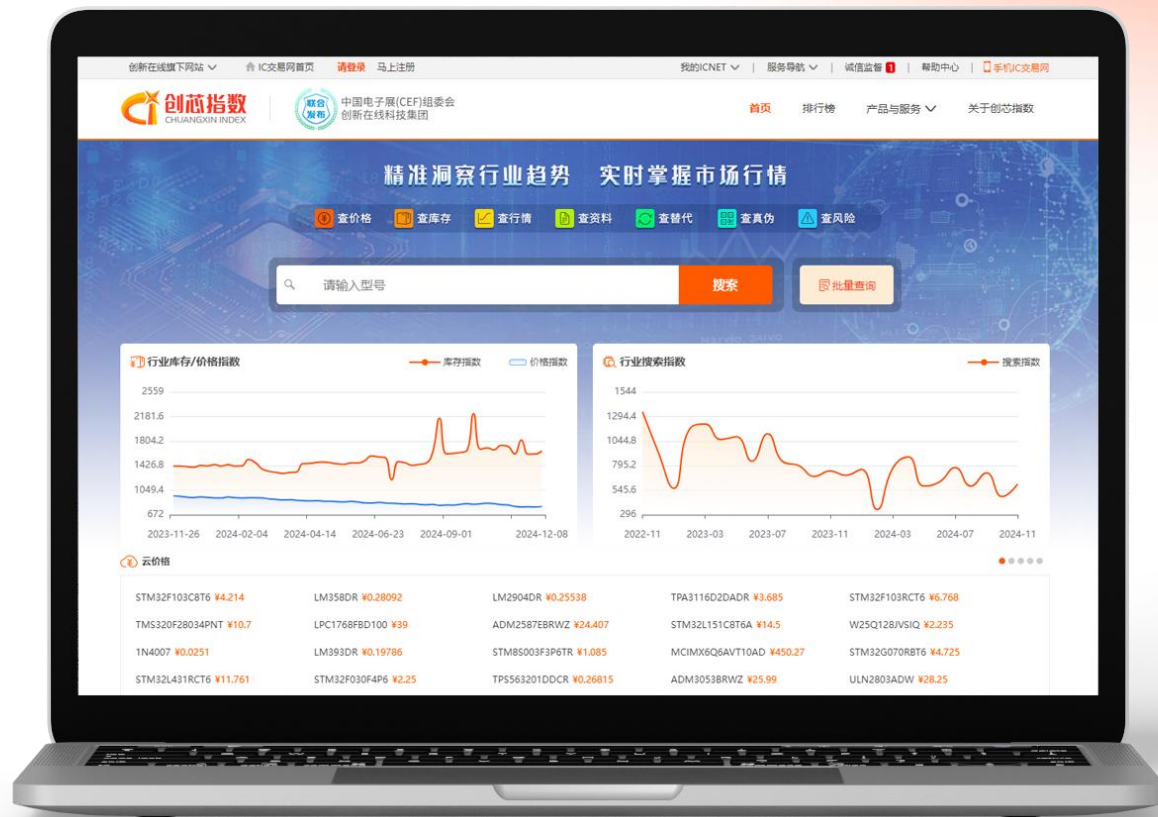 创新在线旗下网站 IC交易网首页 请登录 马上注册 我的ICNET 服务导航 诚信监督 1 帮助中心 手机IC交易网
创芯指数
CHUANGXIN INDEX
联合发布
中国电子展(CEF)组委会
创新在线科技集团
首页 排行榜 产品与服务 关于创芯指数
精准洞察行业趋势 实时掌握市场行情
查价格 查库存 查行情 查资料 查替代 查真伪 查风险
请输入型号 搜索 批量查询
行业库存/价格指数 库存指数 价格指数
2559
2181.6
1804.2
1426.8
1049.4
672
2023-11-26 2024-02-04 2024-04-14 2024-06-23 2024-09-01 2024-12-08
行业搜索指数 搜索指数
1544
1294.4
1044.8
795.2
545.6
296
2022-11 2023-03 2023-07 2023-11 2024-03 2024-07 2024-11
云价格
STM32F103C8T6 ¥4.214 LM358DR ¥0.28092 LM2904DR ¥0.25538 TPA3116D2DADR ¥3.685 STM32F103RCT6 ¥6.768
TMS320F28034PNT ¥10.7 LPC1768FBD100 ¥39 ADM2587EBRWZ ¥24.407 STM32L151C8T6A ¥14.5 W25Q128JVSIQ ¥2.235
1N4007 ¥0.0251 LM393DR ¥0.19786 STM8S003F3P6TR ¥1.085 MCIMX6Q6AVT10AD ¥450.27 STM32G070RBT6 ¥4.725
STM32L431RCT6 ¥11.761 STM32F030F4P6 ¥2.25 TPS563201DDCR ¥0.26815 ADM3053BRWZ ¥25.99 ULN2803ADW ¥28.25